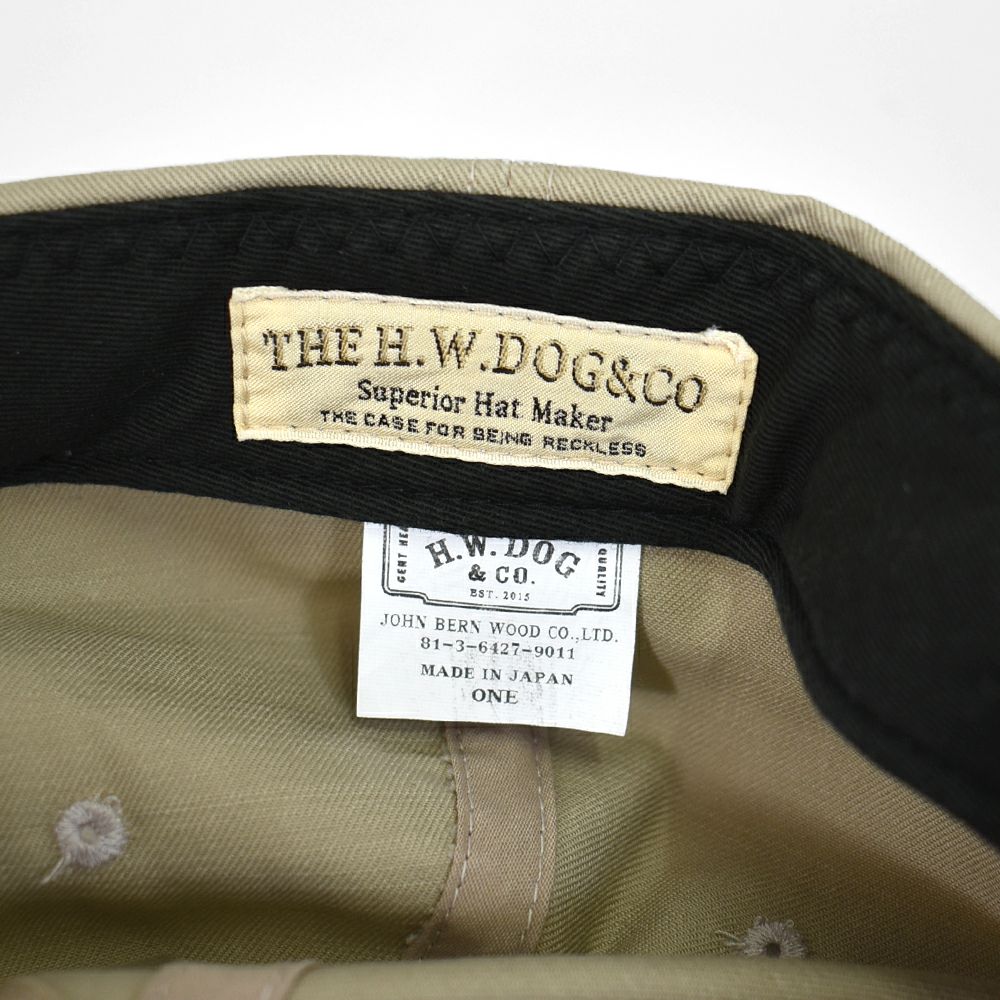 THE H.W.DOG&CO
Superior Hat Maker
THE CASE FOR BEING RECKLESS
H.W.DOG
& CO.
EST. 2015
QUALITY
JOHN BERN WOOD CO.,LTD.
81-3-6427-9011
MADE IN JAPAN
ONE